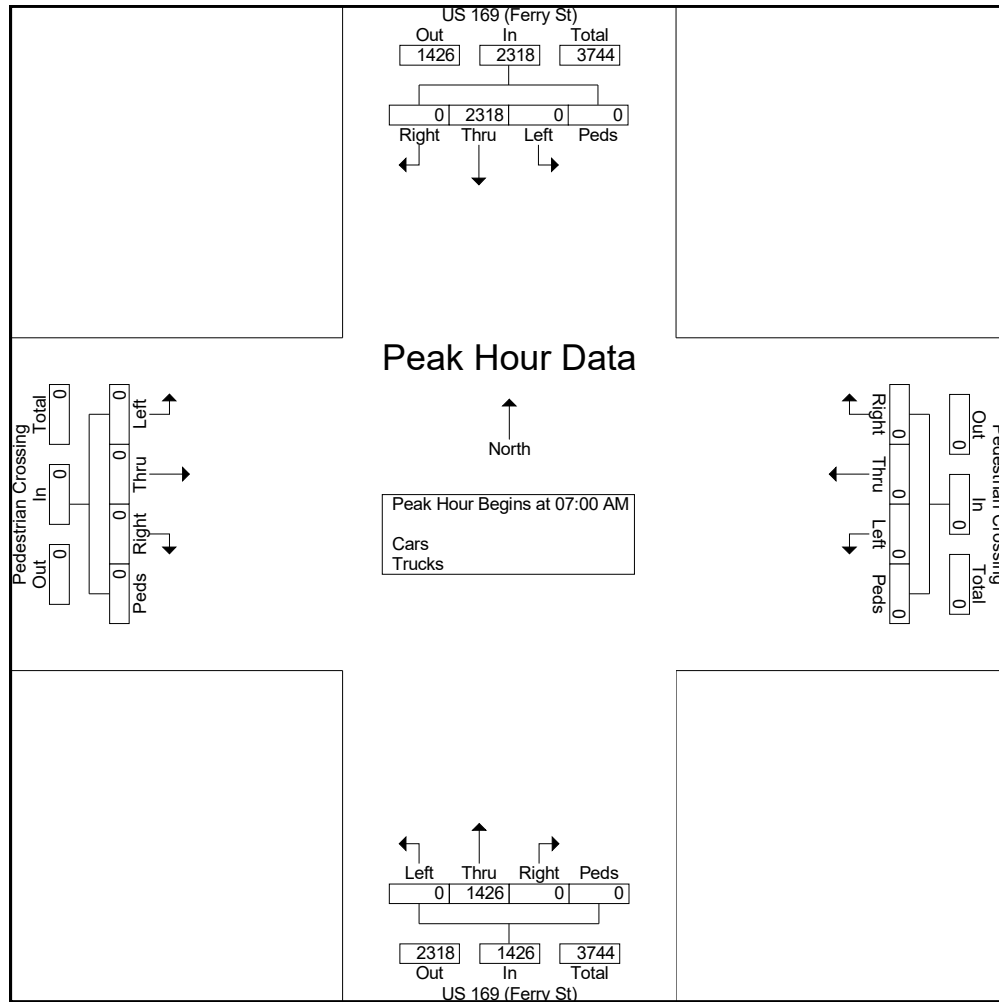 US 169 (Ferry St)
Out In Total
1426 2318 3744
0 2318 0 0
Right Thru Left Peds
Peak Hour Data
North
Peak Hour Begins at 07:00 AM
Cars
Trucks
Pedestrian Crossing
Total In Out
0 0 0
0 0 0 0
Left Thru Right Peds
Right Thru Left Peds
0 0 0 0
0 0 0
Out In Total
Pedestrian Crossing
Left Thru Right Peds
0 1426 0 0
2318 1426 3744
Out In Total
US 169 (Ferry St)